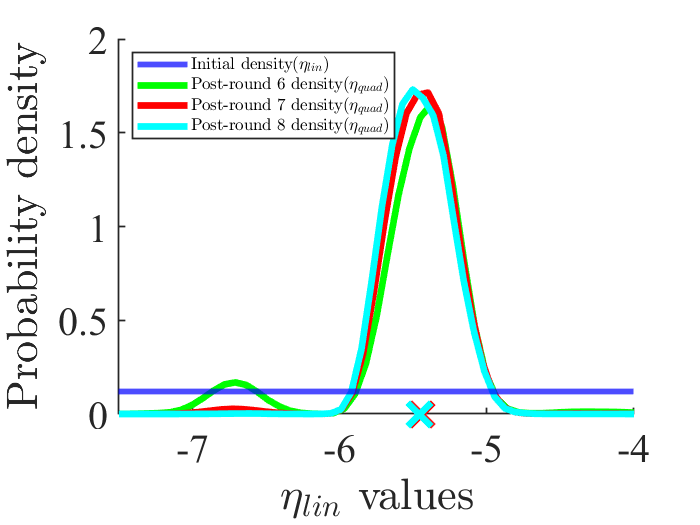 2
1.5
1
0.5
0
Probability density
Initial density(η_lin)
Post-round 6 density(η_quad)
Post-round 7 density(η_quad)
Post-round 8 density(η_quad)
-7 -6 -5 -4
η_lin values